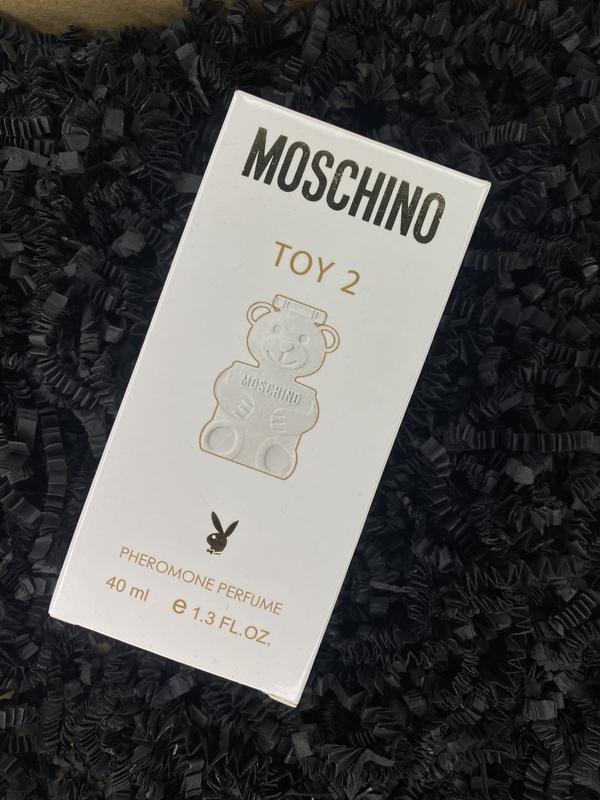 MOSCHINO
TOY 2
MOSCHINO
PHEROMONE PERFUME
40 ml e 1.3 FL.OZ.